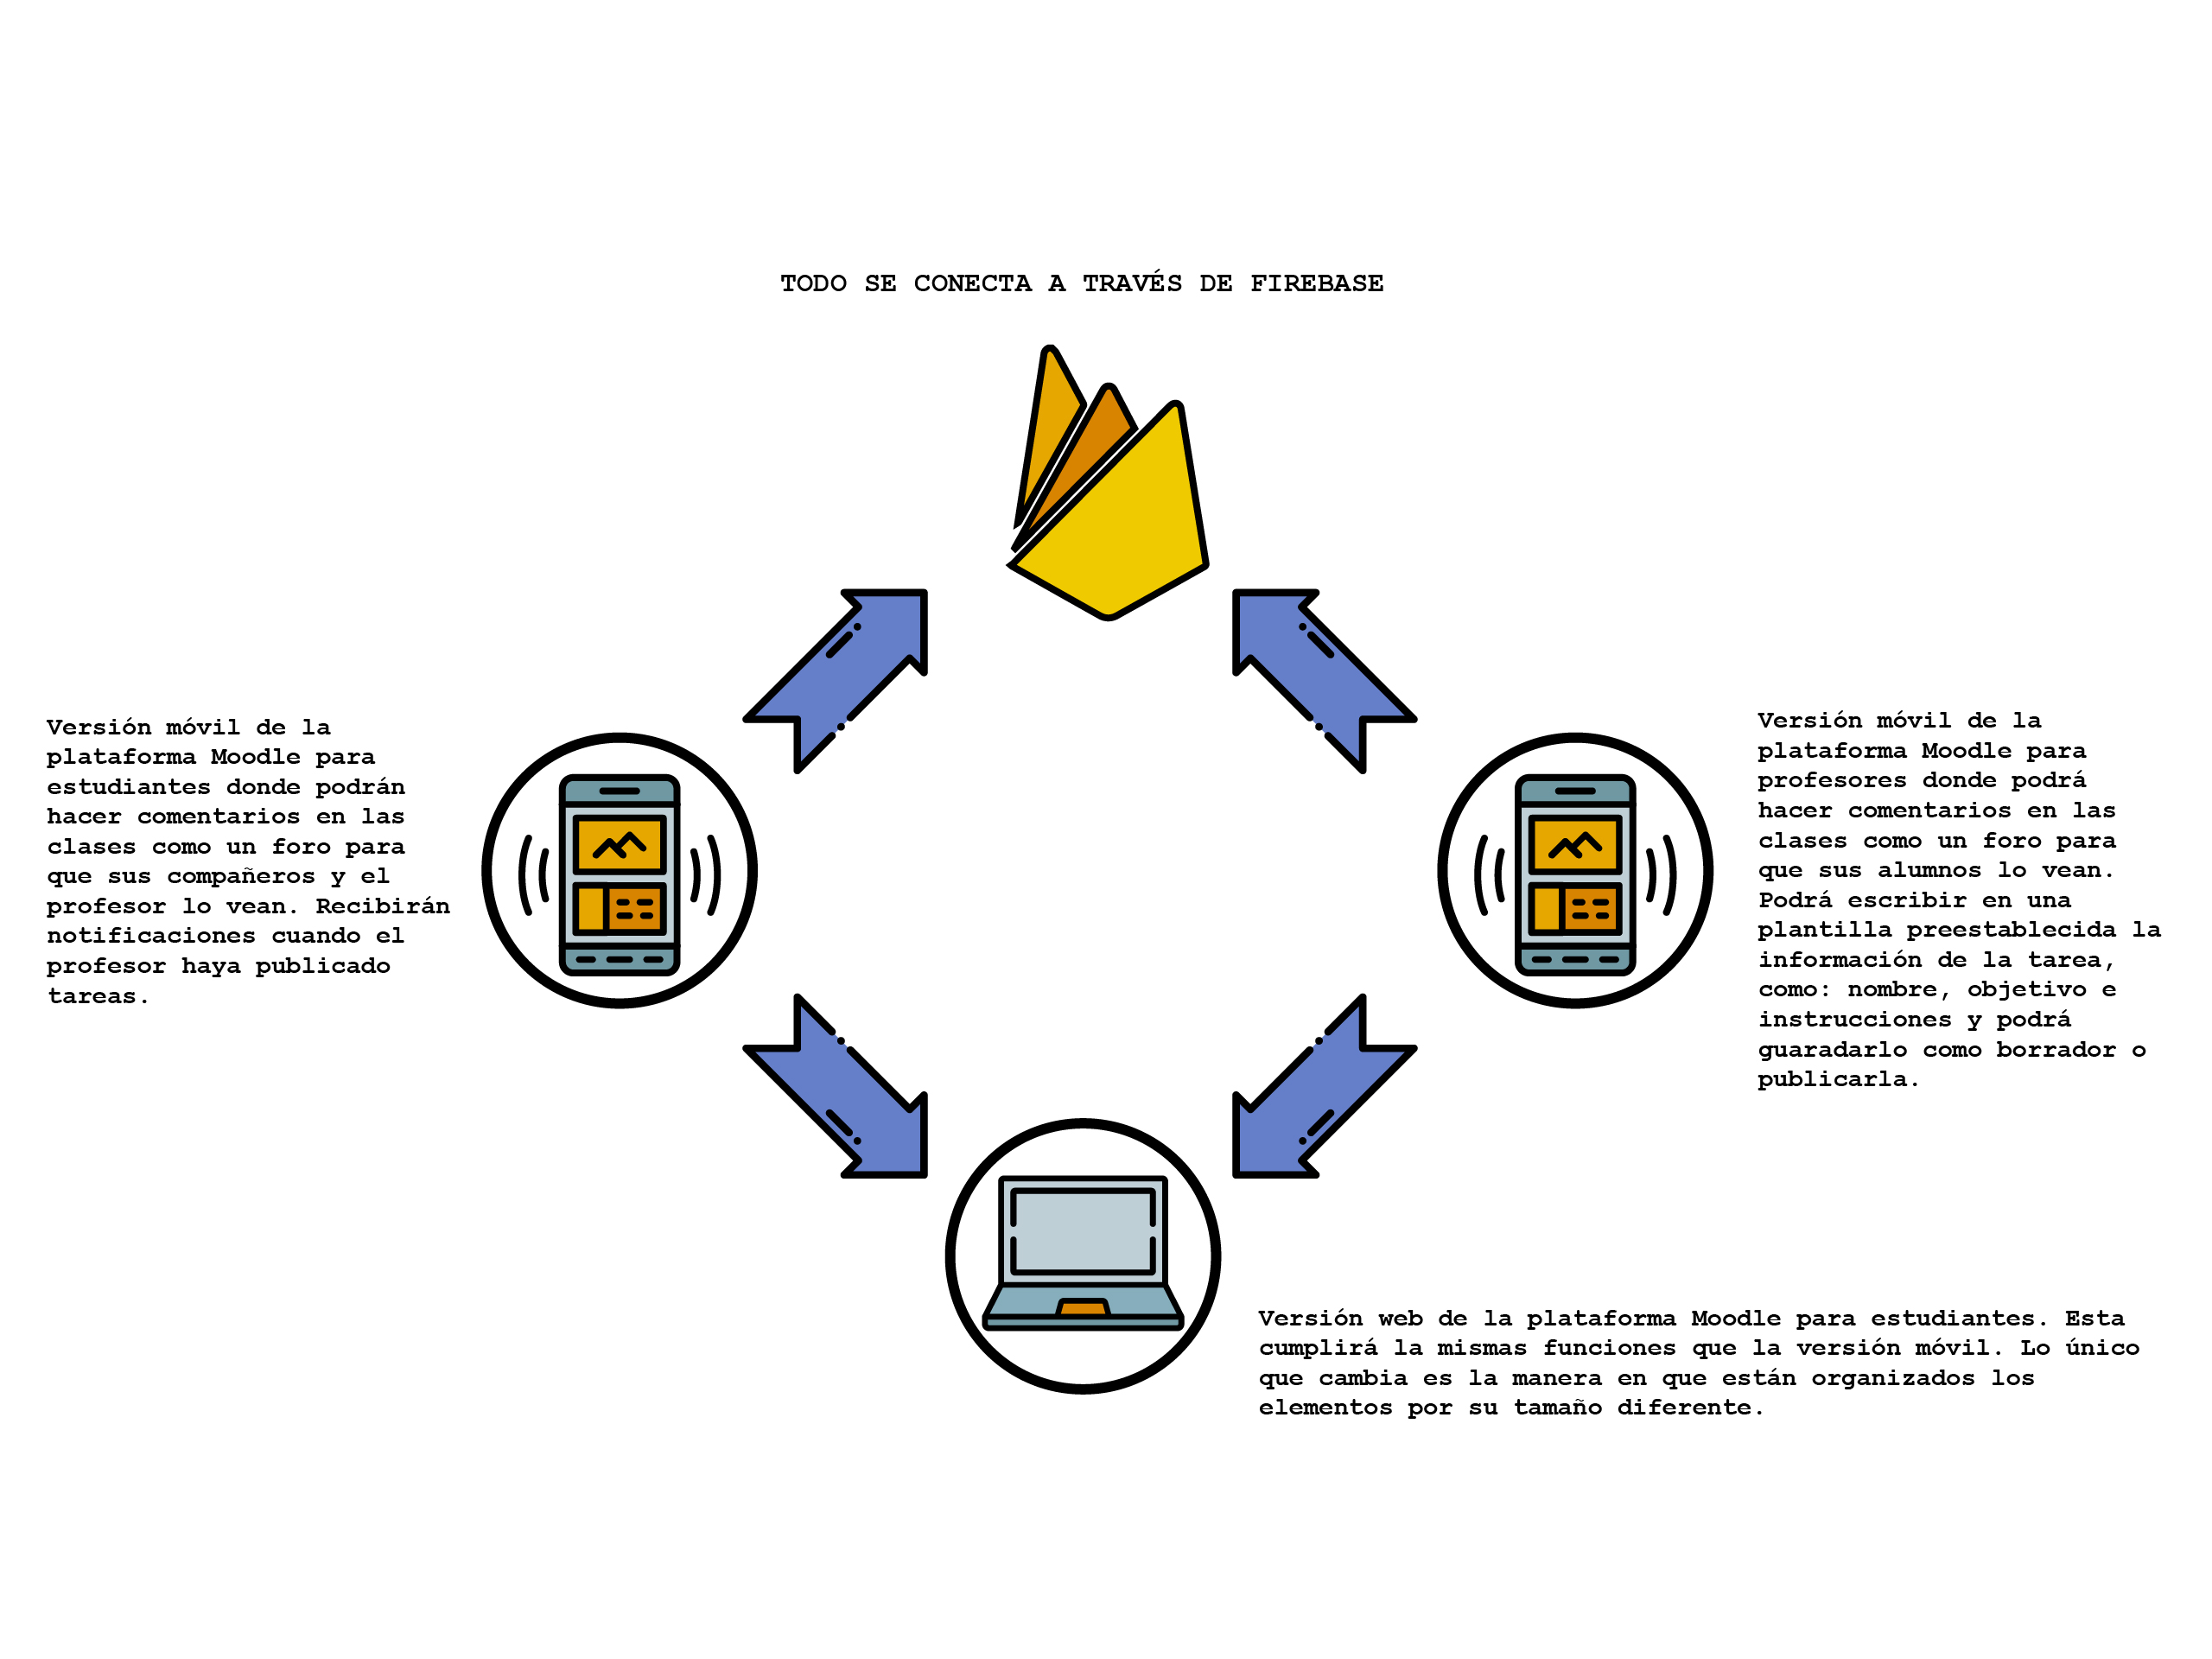 TODO SE CONECTA A TRAVÉS DE FIREBASE
Versión móvil de la
plataforma Moodle para
estudiantes donde podrán
hacer comentarios en las
clases como un foro para
que sus compañeros y el
profesor lo vean. Recibirán
notificaciones cuando el
profesor haya publicado
tareas.
Versión móvil de la
plataforma Moodle para
profesores donde podrá
hacer comentarios en las
clases como un foro para
que sus alumnos lo vean.
Podrá escribir en una
plantilla preestablecida la
información de la tarea,
como: nombre, objetivo e
instrucciones y podrá
guaradarlo como borrador o
publicarla.
Versión web de la plataforma Moodle para estudiantes. Esta
cumplirá la mismas funciones que la versión móvil. Lo único
que cambia es la manera en que están organizados los
elementos por su tamaño diferente.